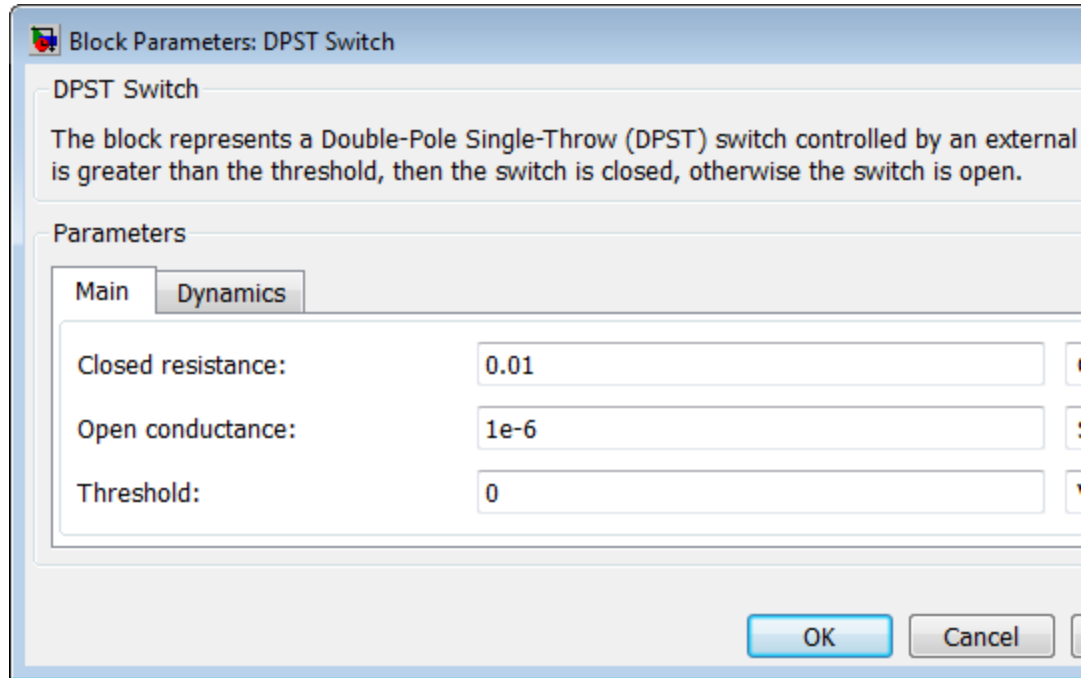 Block Parameters: DPST Switch
DPST Switch
The block represents a Double-Pole Single-Throw (DPST) switch controlled by an external
is greater than the threshold, then the switch is closed, otherwise the switch is open.
Parameters
Main Dynamics
Closed resistance: 0.01
Open conductance: 1e-6
Threshold: 0
OK Cancel